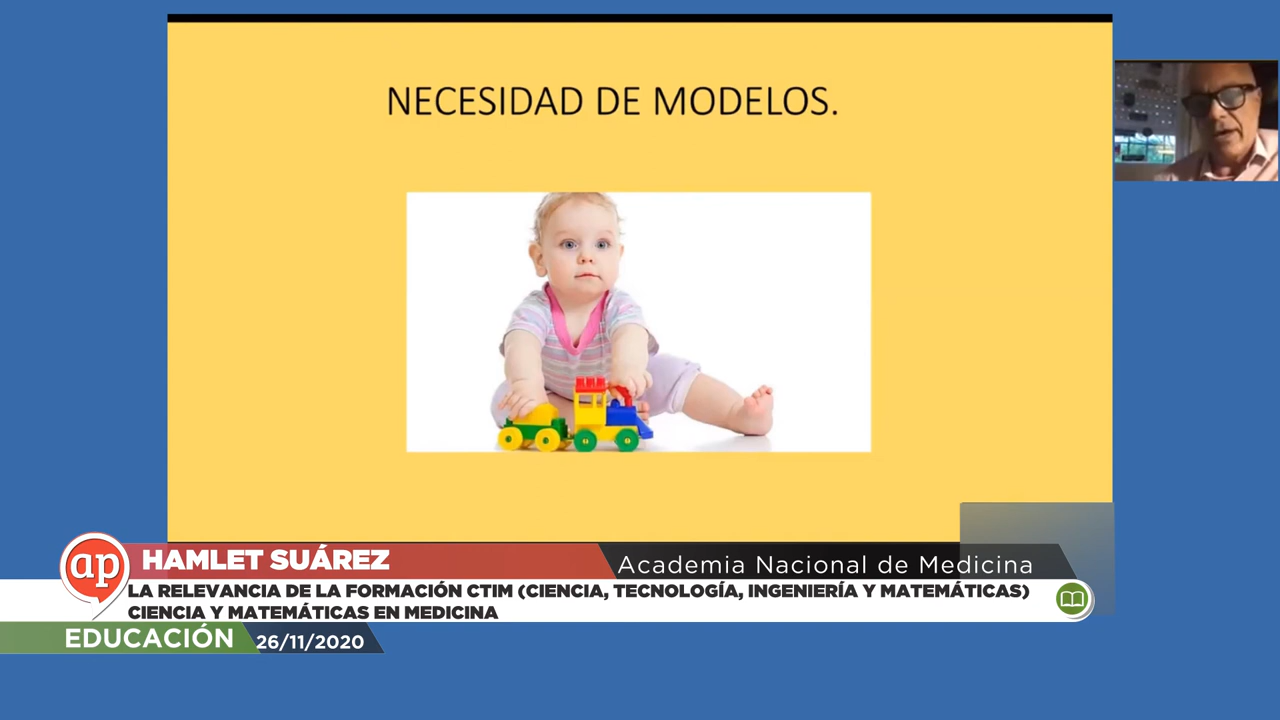 NECESIDAD DE MODELOS.
ap
HAMLET SUÁREZ
Academia Nacional de Medicina
LA RELEVANCIA DE LA FORMACIÓN CTIM (CIENCIA, TECNOLOGÍA, INGENIERÍA Y MATEMÁTICAS)
CIENCIA Y MATEMÁTICAS EN MEDICINA
EDUCACIÓN
26/11/2020